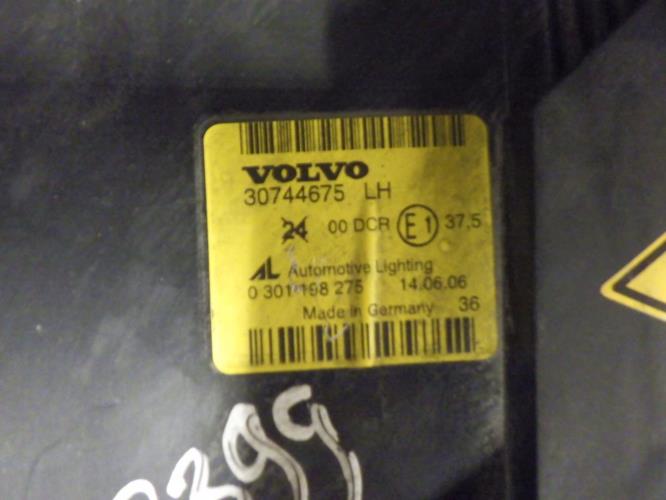 VOLVO
30744675 LH
24 00 DCR E1 37,5
AL Automotive Lighting
0 301 198 275 14.06.06
Made in Germany 36